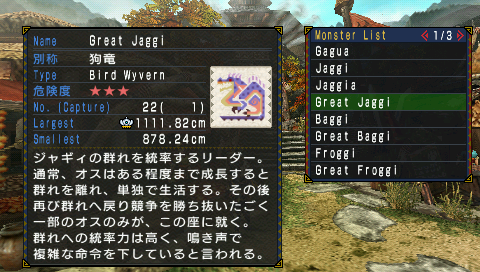 Name Great Jaggi
別称 狗竜
Type Bird Wyvern
危険度 ★★★
No. (Capture) 22( 1)
Largest 1111.82cm
Smallest 878.24cm
ジャギィの群れを統率するリーダー。
通常、オスはある程度まで成長すると
群れを離れ、単独で生活する。その後
再び群れへ戻り競争を勝ち抜いたごく
一部のオスのみが、この座に就く。
群れへの統率力は高く、鳴き声で
複雑な命令を下していると言われる。
Monster List 1/3
Gagua
Jaggi
Jaggia
Great Jaggi
Baggi
Great Baggi
Froggi
Great Froggi